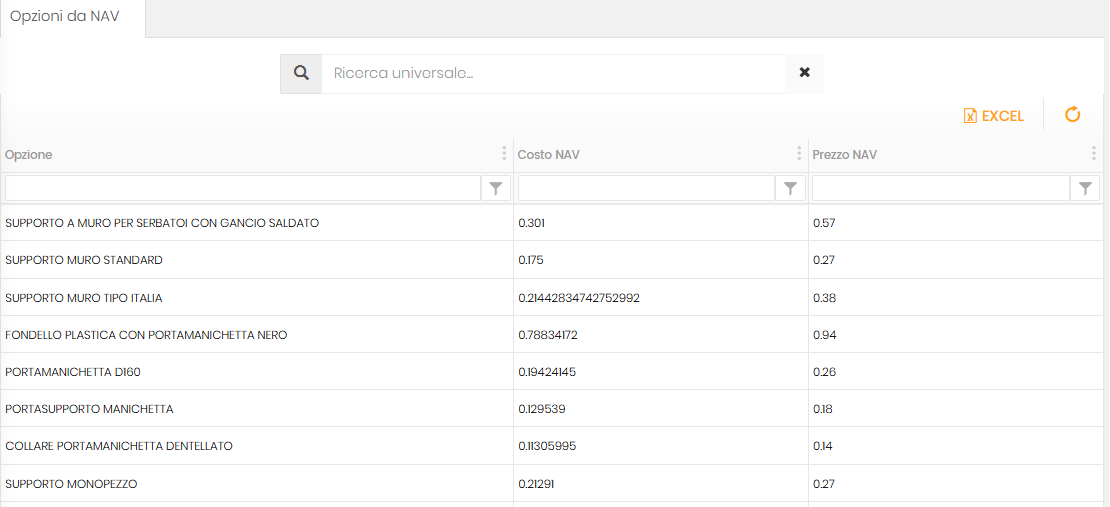 Opzioni da NAV
Ricerca universale...
EXCEL
Opzione Costo NAV Prezzo NAV
SUPPORTO A MURO PER SERBATOI CON GANCIO SALDATO 0.301 0.57
SUPPORTO MURO STANDARD 0.175 0.27
SUPPORTO MURO TIPO ITALIA 0.21442834742752992 0.38
FONDELLO PLASTICA CON PORTAMANICHETTA NERO 0.78834172 0.94
PORTAMANICHETTA D160 0.19424145 0.26
PORTASUPPORTO MANICHETTA 0.129539 0.18
COLLARE PORTAMANICHETTA DENTELLATO 0.11305995 0.14
SUPPORTO MONOPEZZO 0.21291 0.27